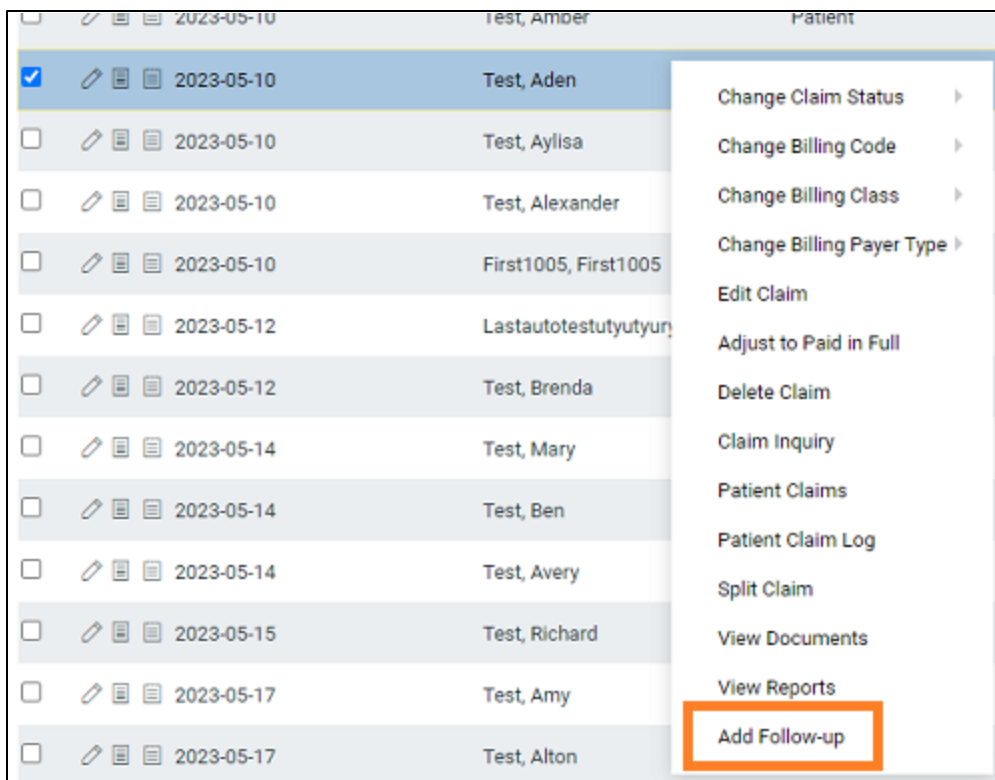 2023-05-10 Test, Amber Patient
2023-05-10 Test, Aden
Change Claim Status
2023-05-10 Test, Aylisa
Change Billing Code
2023-05-10 Test, Alexander
Change Billing Class
2023-05-10 First1005, First1005
Change Billing Payer Type
Edit Claim
2023-05-12 Lastautotestutyutyury
Adjust to Paid in Full
2023-05-12 Test, Brenda
Delete Claim
2023-05-14 Test, Mary
Claim Inquiry
2023-05-14 Test, Ben
Patient Claims
Patient Claim Log
2023-05-14 Test, Avery
Split Claim
2023-05-15 Test, Richard
View Documents
2023-05-17 Test, Amy
View Reports
2023-05-17 Test, Alton
Add Follow-up